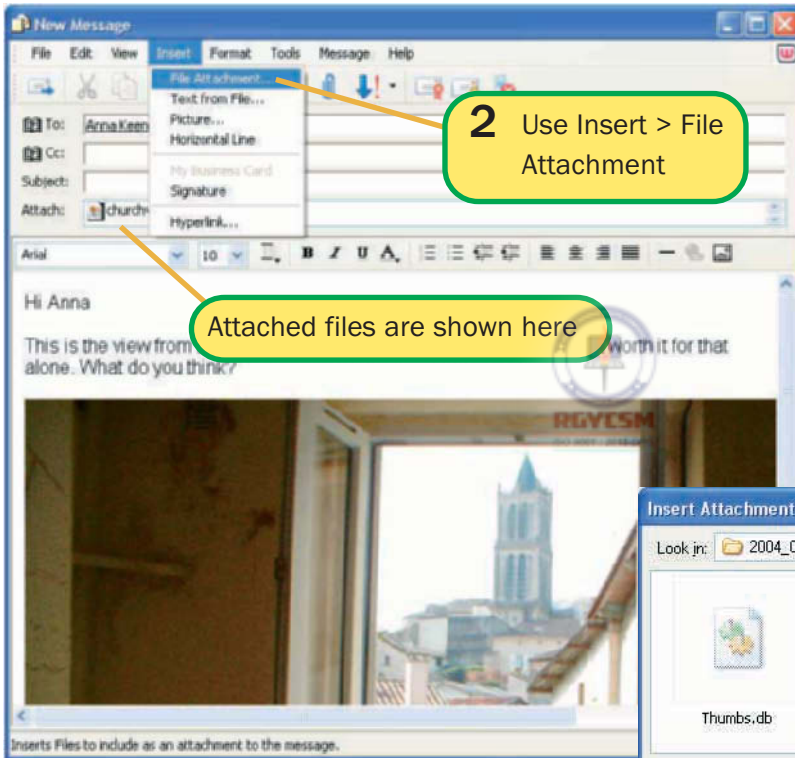 New Message
File Edit View Insert Format Tools Message Help
File Attachment...
Text from File...
Picture...
Horizontal Line
My Business Card
Signature
Hyperlink...
To: Anna Keen
Cc:
Subject:
Attach: church
2 Use Insert > File
Attachment
Arial 10 B I U A
Attached files are shown here
Hi Anna
This is the view from worth it for that
alone. What do you think?
RGYCSM
Insert Attachment
Look in: 2004_0
Thumbs.db
Inserts Files to include as an attachment to the message.